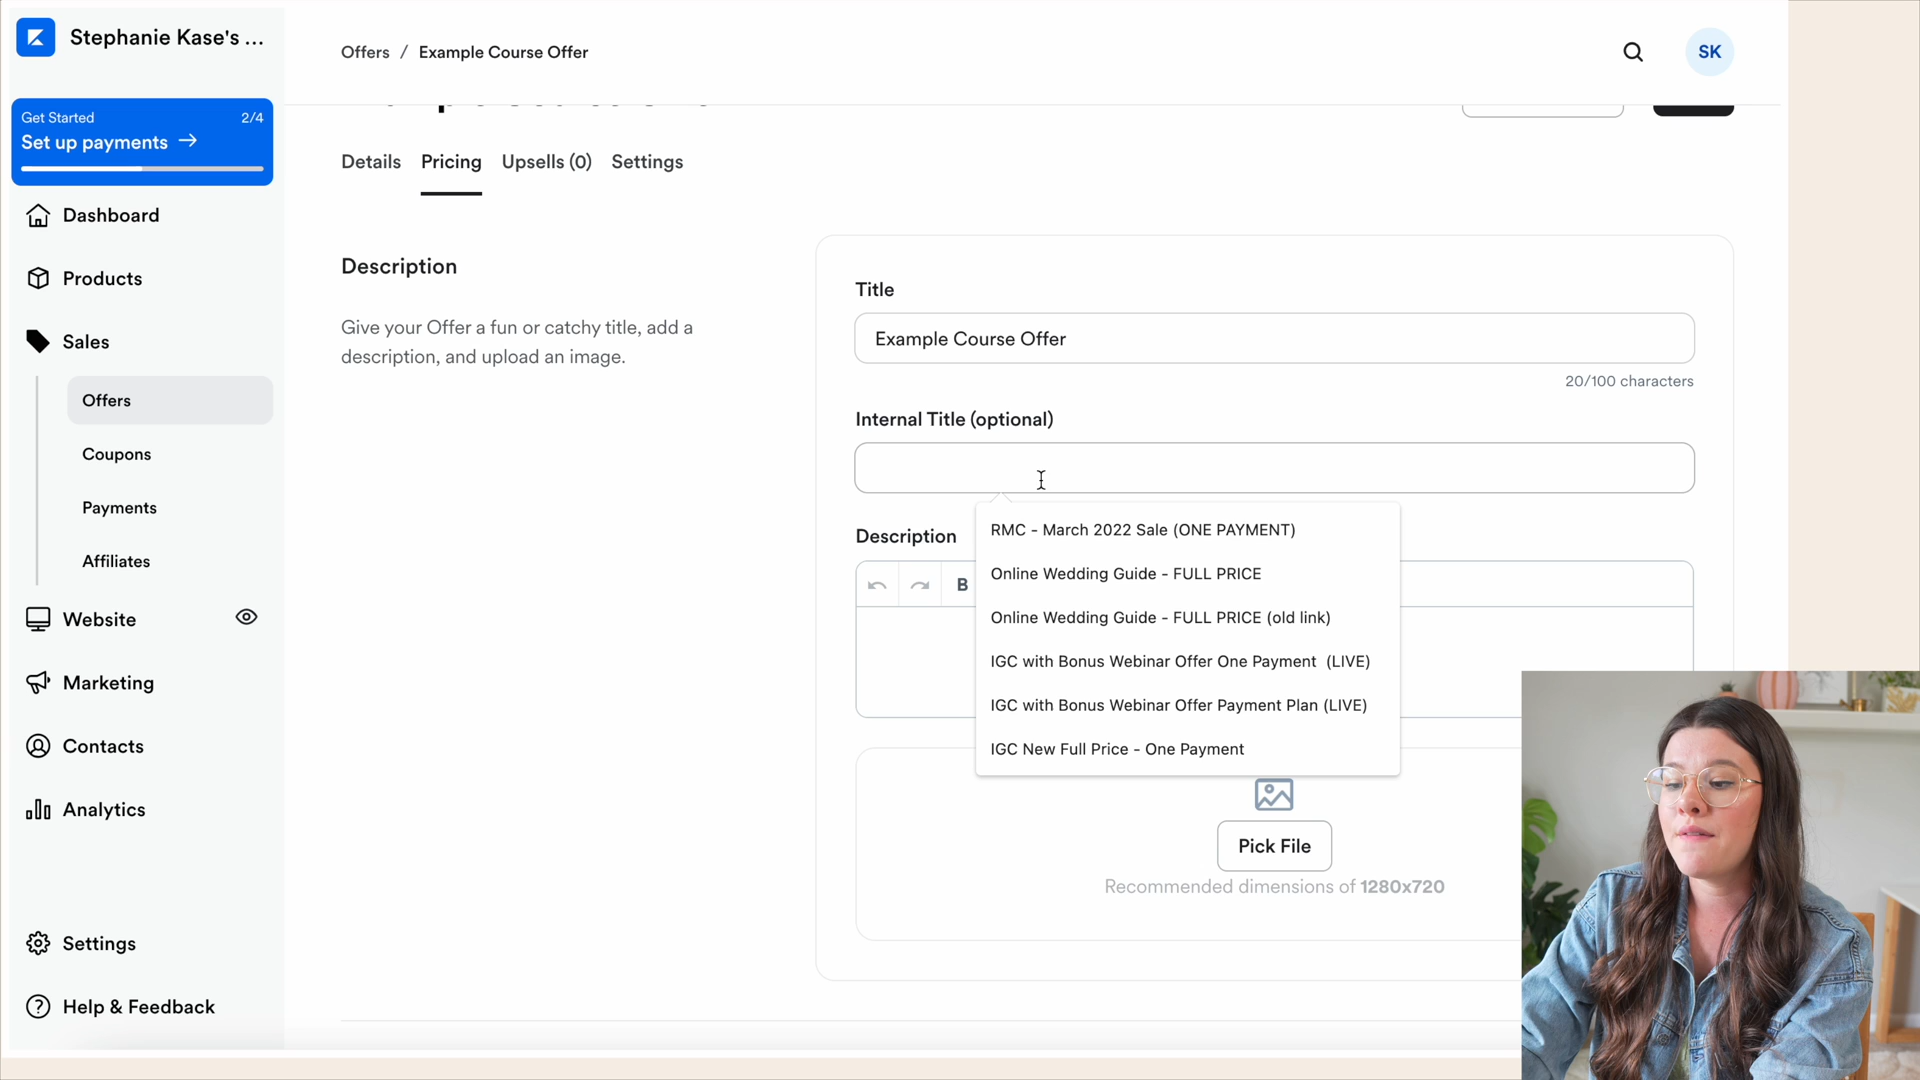 Stephanie Kase's ...
Offers / Example Course Offer
SK
Get Started 2/4
Set up payments →
Details Pricing Upsells (0) Settings
Dashboard
Products
Sales
Offers
Coupons
Payments
Affiliates
Website
Marketing
Contacts
Analytics
Settings
Help & Feedback
Description
Give your Offer a fun or catchy title, add a
description, and upload an image.
Title
Example Course Offer
20/100 characters
Internal Title (optional)
Description
B
RMC - March 2022 Sale (ONE PAYMENT)
Online Wedding Guide - FULL PRICE
Online Wedding Guide - FULL PRICE (old link)
IGC with Bonus Webinar Offer One Payment (LIVE)
IGC with Bonus Webinar Offer Payment Plan (LIVE)
IGC New Full Price - One Payment
Pick File
Recommended dimensions of 1280x720